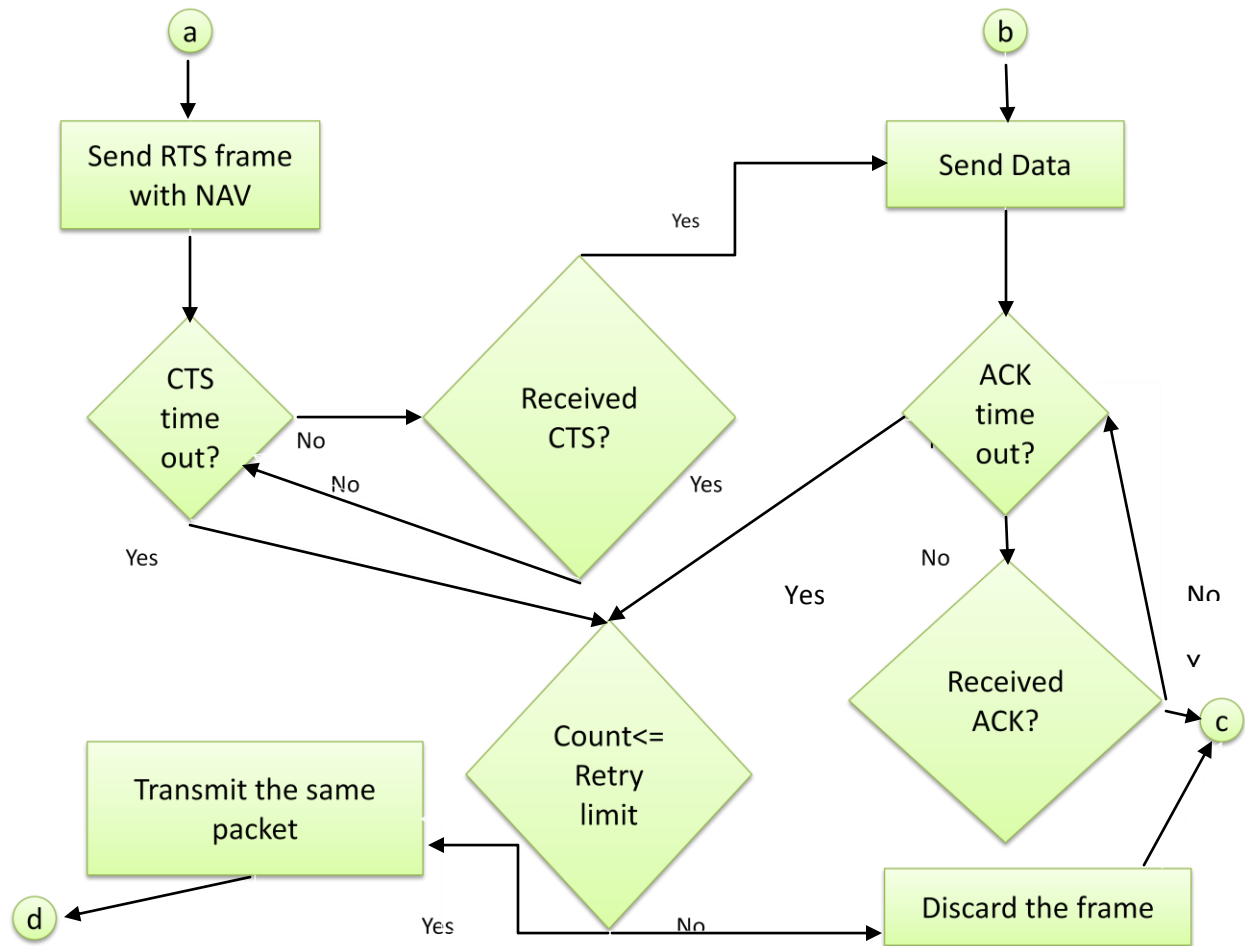 a
b
Send RTS frame
with NAV
Send Data
Yes
CTS
time
out?
No
Received
CTS?
ACK
time
out?
No
Yes
Yes
No
Yes
No
Received
ACK?
c
Count<=
Retry
limit
Transmit the same
packet
d
Yes
No
Discard the frame